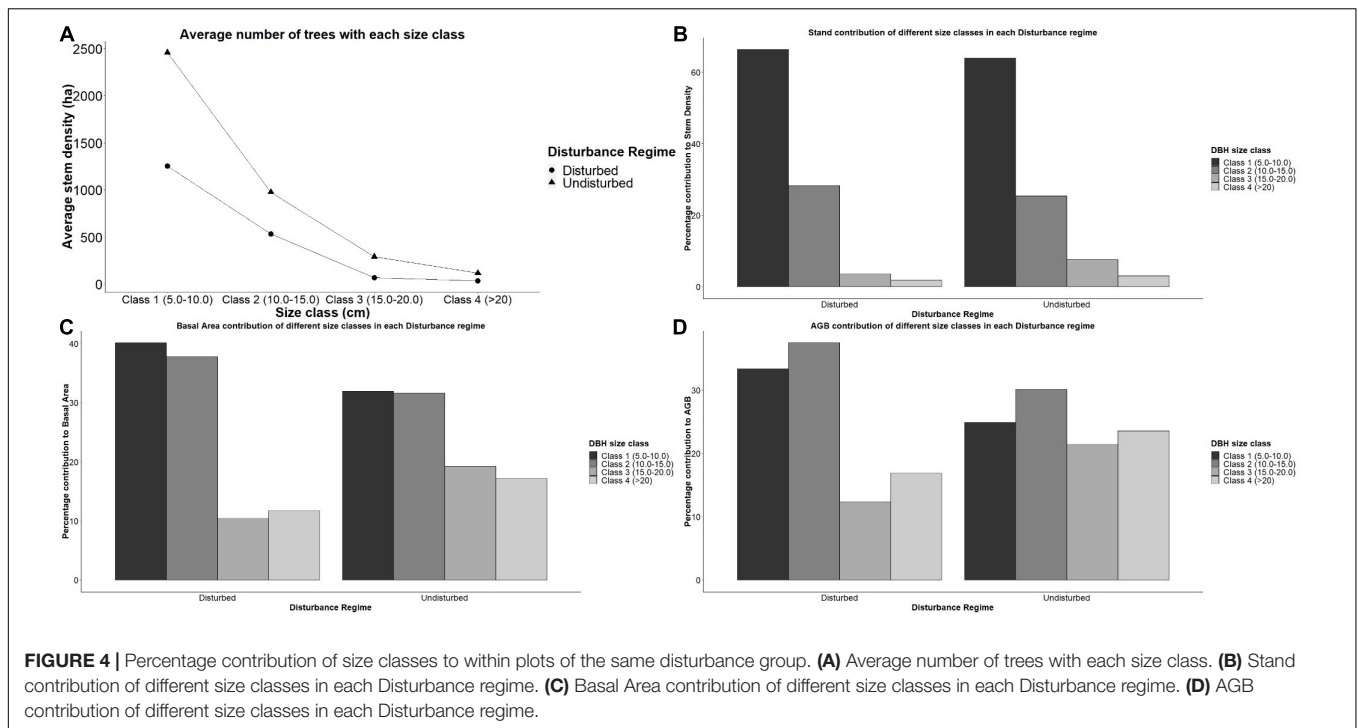 A
Average number of trees with each size class
2500
2000
1500
1000
500
0
Average stem density (ha)
Class 1 (5.0-10.0)
Class 2 (10.0-15.0)
Class 3 (15.0-20.0)
Class 4 (>20)
Size class (cm)
Disturbance Regime
Disturbed
Undisturbed
B
Stand contribution of different size classes in each Disturbance regime
60
40
20
0
Percentage contribution to Stem Density
Disturbed
Undisturbed
Disturbance Regime
DBH size class
Class 1 (5.0-10.0)
Class 2 (10.0-15.0)
Class 3 (15.0-20.0)
Class 4 (>20)
C
Basal Area contribution of different size classes in each Disturbance regime
40
30
20
10
0
Percentage contribution to Basal Area
Disturbed
Undisturbed
Disturbance Regime
DBH size class
Class 1 (5.0-10.0)
Class 2 (10.0-15.0)
Class 3 (15.0-20.0)
Class 4 (>20)
D
AGB contribution of different size classes in each Disturbance regime
30
20
10
0
Percentage contribution to AGB
Disturbed
Undisturbed
Disturbance Regime
DBH size class
Class 1 (5.0-10.0)
Class 2 (10.0-15.0)
Class 3 (15.0-20.0)
Class 4 (>20)
FIGURE 4 | Percentage contribution of size classes to within plots of the same disturbance group. (A) Average number of trees with each size class. (B) Stand
contribution of different size classes in each Disturbance regime. (C) Basal Area contribution of different size classes in each Disturbance regime. (D) AGB
contribution of different size classes in each Disturbance regime.